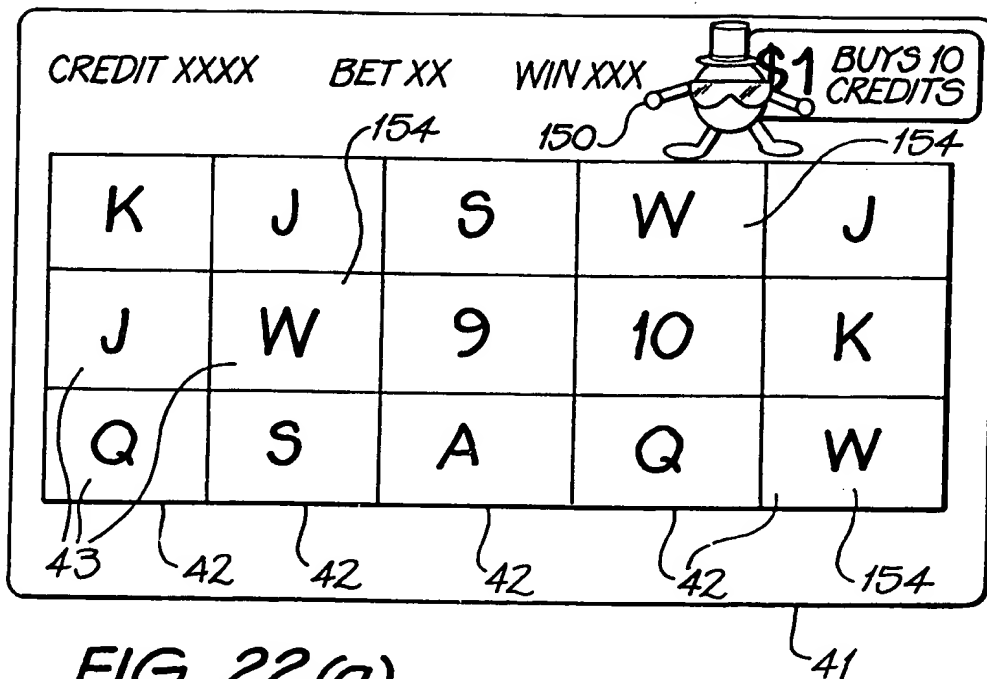 CREDIT XXXX BET XX WIN XXX $1 BUYS 10
CREDITS
150 154 154
K J S W J
J W 9 10 K
Q S A Q W
43 42 42 42 42 154
41
FIG. 22(a)